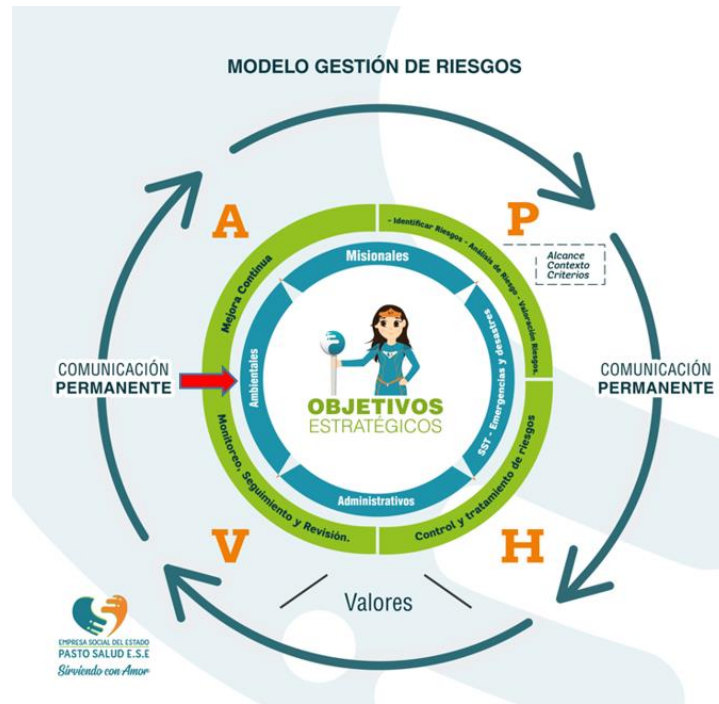 MODELO GESTIÓN DE RIESGOS
A
P
- Identificar Riesgos - Análisis de Riesgo - Valoración Riesgos.
Alcance
Contexto
Criterios
Mejora Continua
Misionales
Ambientales
SST - Emergencias y desastres
COMUNICACIÓN
PERMANENTE
COMUNICACIÓN
PERMANENTE
OBJETIVOS
ESTRATÉGICOS
Administrativos
Monitoreo, Seguimiento y Revisión.
Control y tratamiento de riesgos
V
H
Valores
EMPRESA SOCIAL DEL ESTADO
PASTO SALUD E.S.E
Sirviendo con Amor